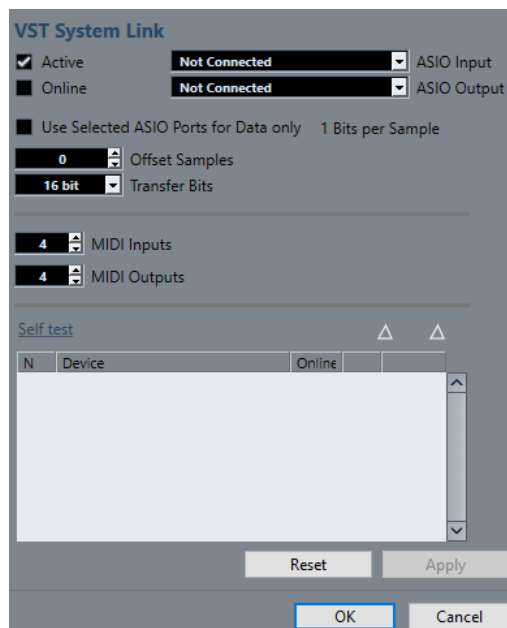 VST System Link
Active Not Connected ASIO Input
Online Not Connected ASIO Output
Use Selected ASIO Ports for Data only 1 Bits per Sample
0 Offset Samples
16 bit Transfer Bits
4 MIDI Inputs
4 MIDI Outputs
Self test
N Device Online
Reset Apply
OK Cancel